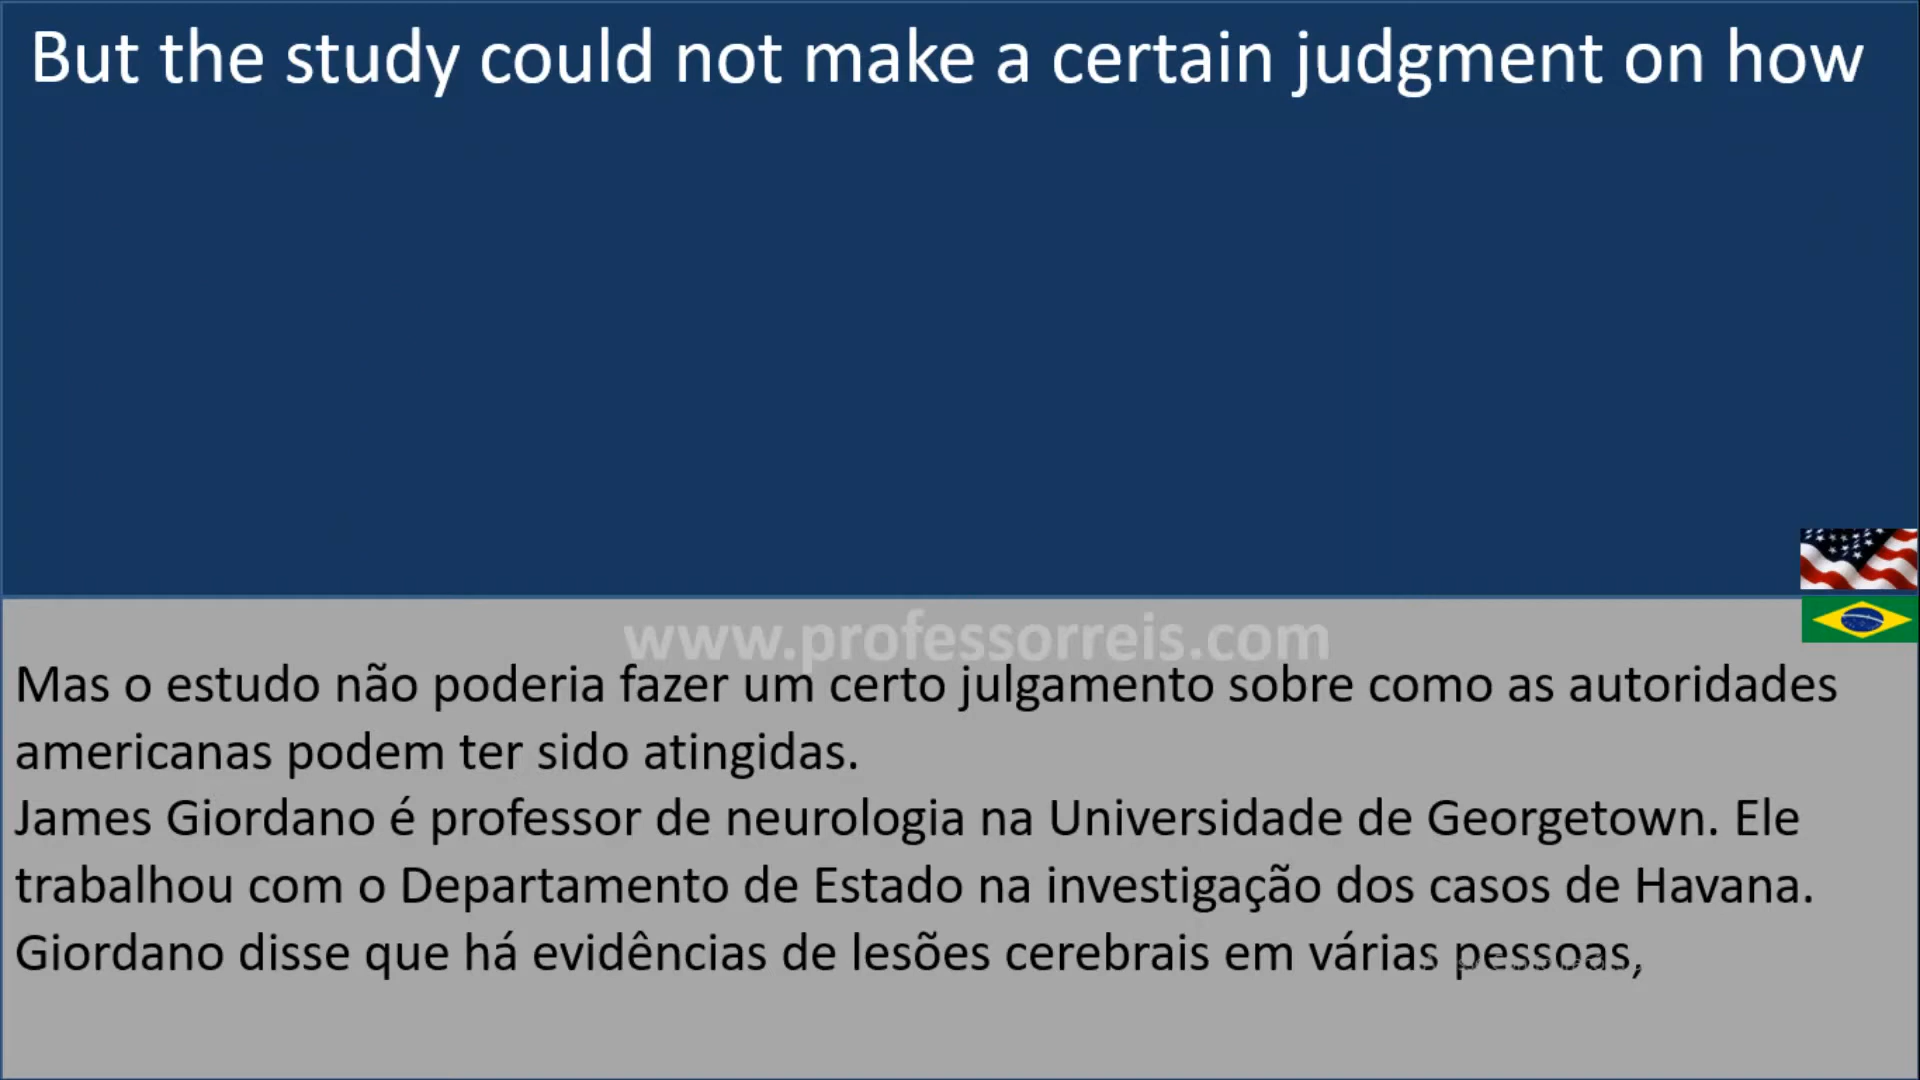 But the study could not make a certain judgment on how
www.professorreis.com
Mas o estudo não poderia fazer um certo julgamento sobre como as autoridades
americanas podem ter sido atingidas.
James Giordano é professor de neurologia na Universidade de Georgetown. Ele
trabalhou com o Departamento de Estado na investigação dos casos de Havana.
Giordano disse que há evidências de lesões cerebrais em várias pessoas,